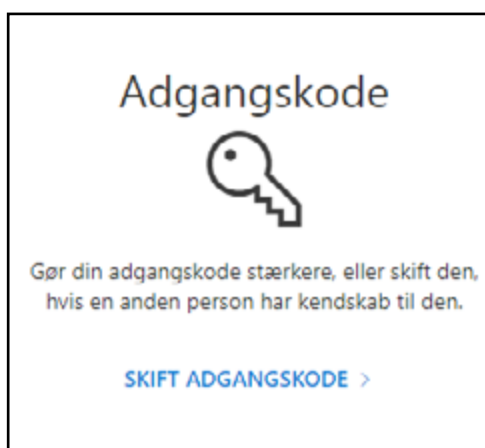 Adgangskode
Gør din adgangskode stærkere, eller skift den,
hvis en anden person har kendskab til den.
SKIFT ADGANGSKODE >